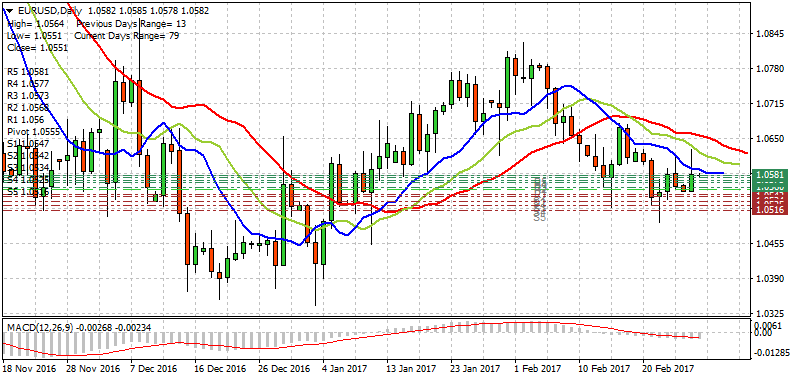 EURUSD,Daily 1.0582 1.0585 1.0578 1.0582
High= 1.0564 Previous Days Range= 13
Low= 1.0551 Current Days Range= 79
Close= 1.0551
R5 1.0581
R4 1.0577
R3 1.0573
R2 1.0568
R1 1.056
Pivot 1.0555
S1 1.0547
S2 1.0542
S3 1.0534
S4
S5
1.0845
1.0780
1.0715
1.0650
1.0581
1.0516
1.0455
1.0390
1.0325
MACD(12,26,9) -0.00268 -0.00234
0.0061
0.00
-0.01285
18 Nov 2016 28 Nov 2016 7 Dec 2016 16 Dec 2016 26 Dec 2016 4 Jan 2017 13 Jan 2017 23 Jan 2017 1 Feb 2017 10 Feb 2017 20 Feb 2017